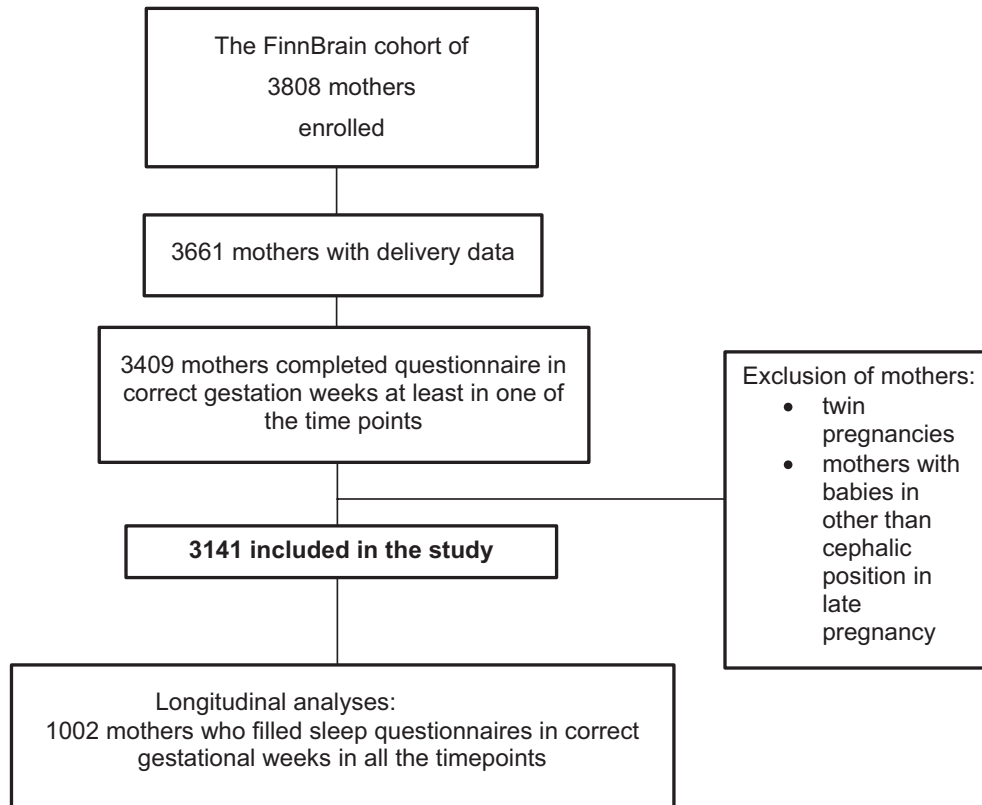 The FinnBrain cohort of
3808 mothers
enrolled
3661 mothers with delivery data
3409 mothers completed questionnaire in
correct gestation weeks at least in one of
the time points
Exclusion of mothers:
• twin
pregnancies
• mothers with
babies in
other than
cephalic
position in
late
pregnancy
3141 included in the study
Longitudinal analyses:
1002 mothers who filled sleep questionnaires in correct
gestational weeks in all the timepoints